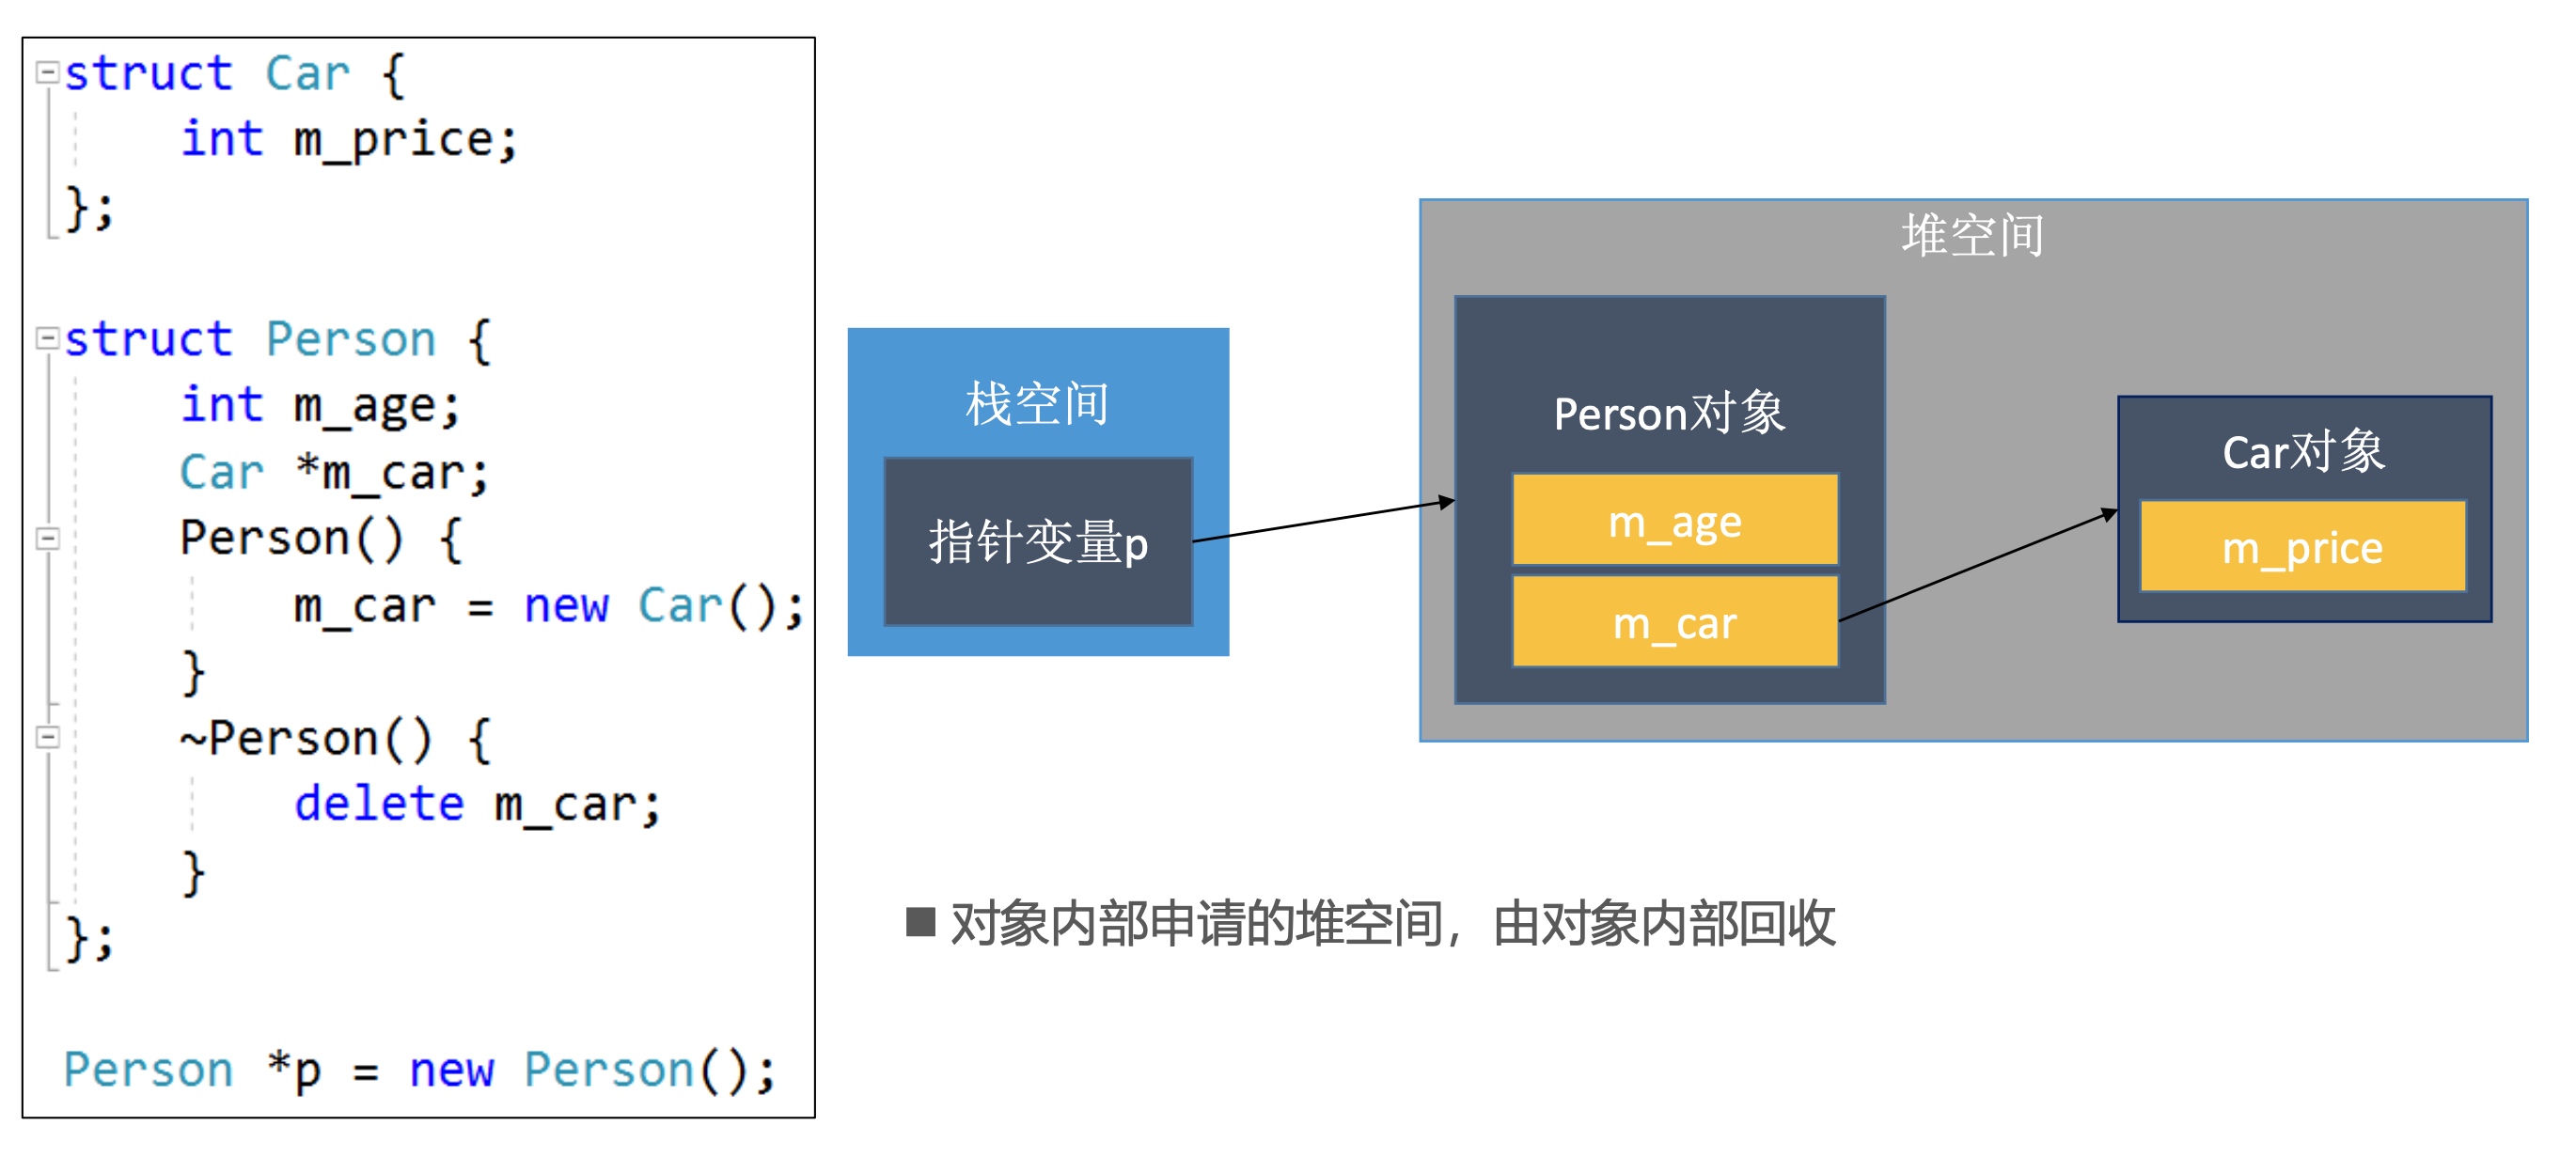 struct Car {
    int m_price;
};
struct Person {
    int m_age;
    Car *m_car;
    Person() {
        m_car = new Car();
    }
    ~Person() {
        delete m_car;
    }
};
Person *p = new Person();
栈空间
指针变量p
堆空间
Person对象
m_age
m_car
Car对象
m_price
■ 对象内部申请的堆空间，由对象内部回收